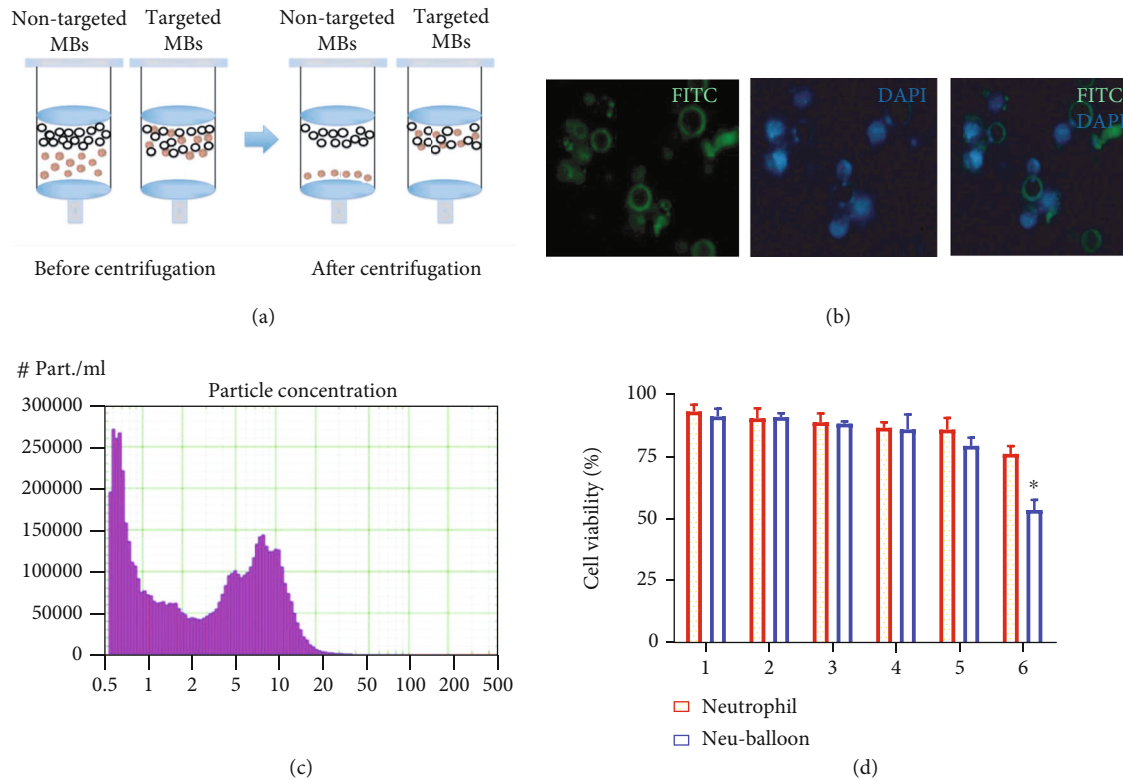 Non-targeted
MBs
Targeted
MBs
Non-targeted
MBs
Targeted
MBs
Before centrifugation
After centrifugation
(a)
FITC
DAPI
FITC
DAPI
(b)
# Part./ml
Particle concentration
300000
250000
200000
150000
100000
50000
0
0.5 1 2 5 10 20 50 100 200 500
(c)
Cell viability (%)
100
75
50
25
0
*
1 2 3 4 5 6
Neutrophil
Neu-balloon
(d)